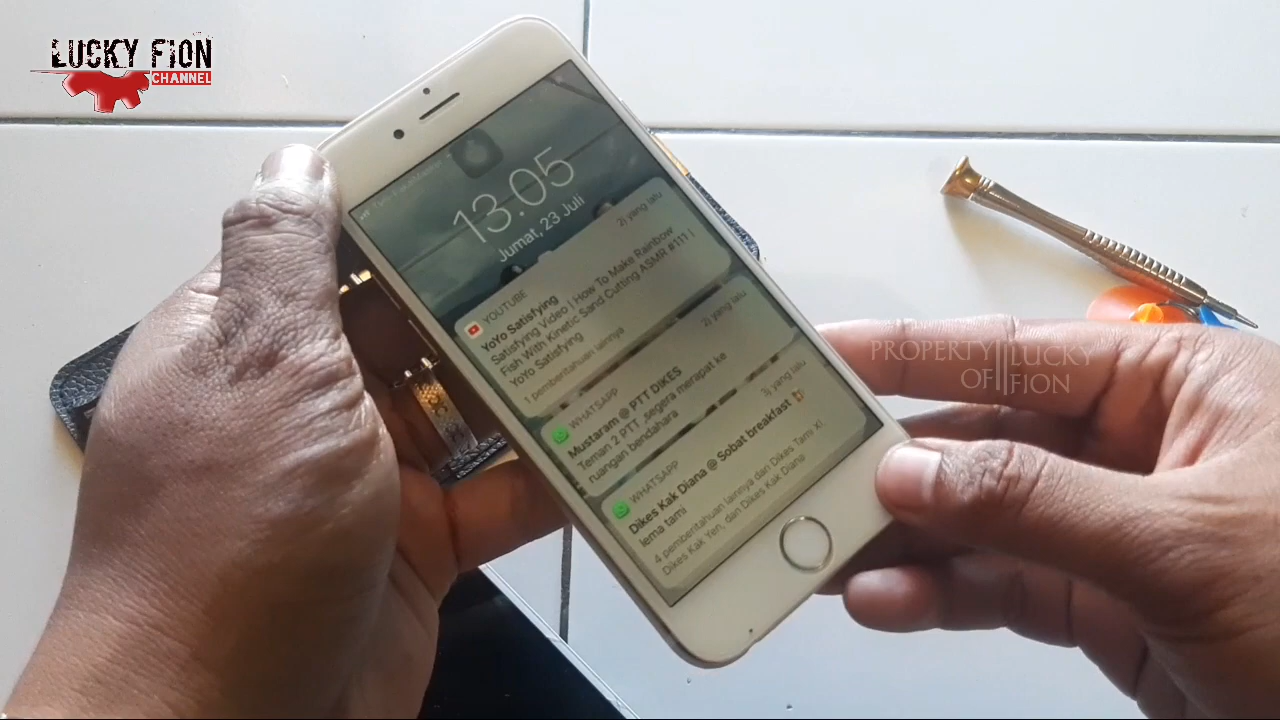 LUCKY FION
CHANNEL
13.05
Jumat, 23 Juli
YOUTUBE
2j yang lalu
YoYo Satisfying
Satisfying Video | How To Make Rainbow
Fish With Kinetic Sand Cutting ASMR #111 |
YoYo Satisfying
1 pemberitahuan lainnya
WHATSAPP
2j yang lalu
Mustaram @ PTT DIKES
Teman 2 PTT ,segera merapat ke
ruangan bendahara
WHATSAPP
3j yang lalu
Dikes Kak Diana @ Sobat breakfast
Iema tami
4 pemberitahuan lainnya dari Dikes Tami Xl,
Dikes Kak Yen, dan Dikes Kak Diana
PROPERTY OF || LUCKY FION